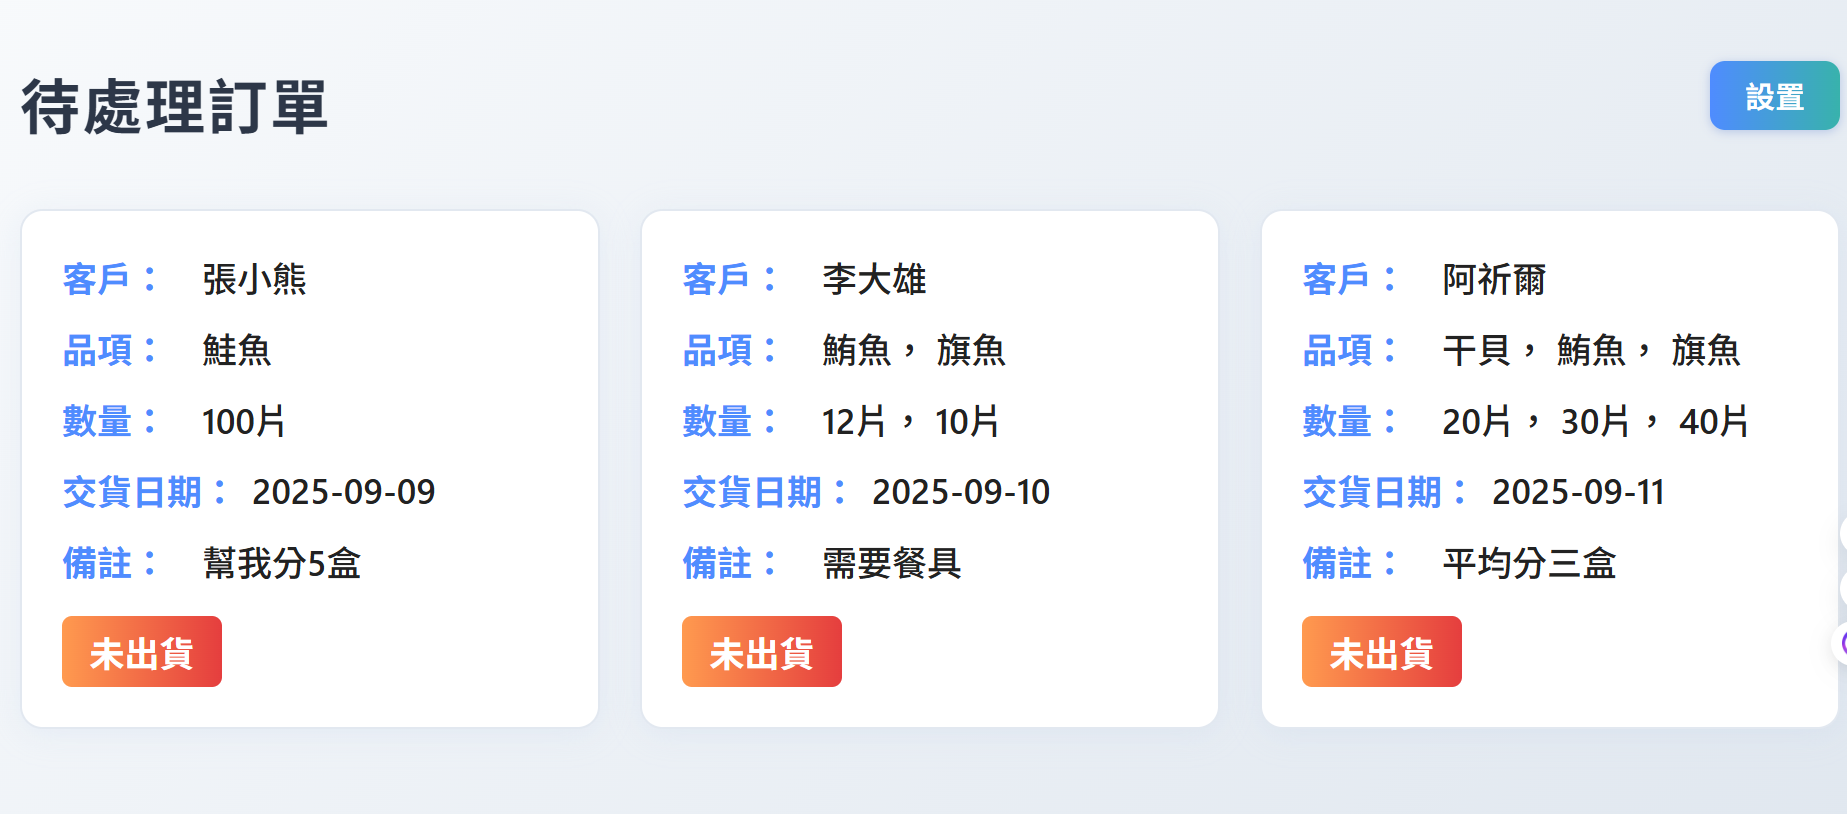 待處理訂單
設置
客戶： 張小熊
品項： 鮭魚
數量： 100片
交貨日期： 2025-09-09
備註： 幫我分5盒
未出貨
客戶： 李大雄
品項： 鮪魚， 旗魚
數量： 12片， 10片
交貨日期： 2025-09-10
備註： 需要餐具
未出貨
客戶： 阿祈爾
品項： 干貝， 鮪魚， 旗魚
數量： 20片， 30片， 40片
交貨日期： 2025-09-11
備註： 平均分三盒
未出貨